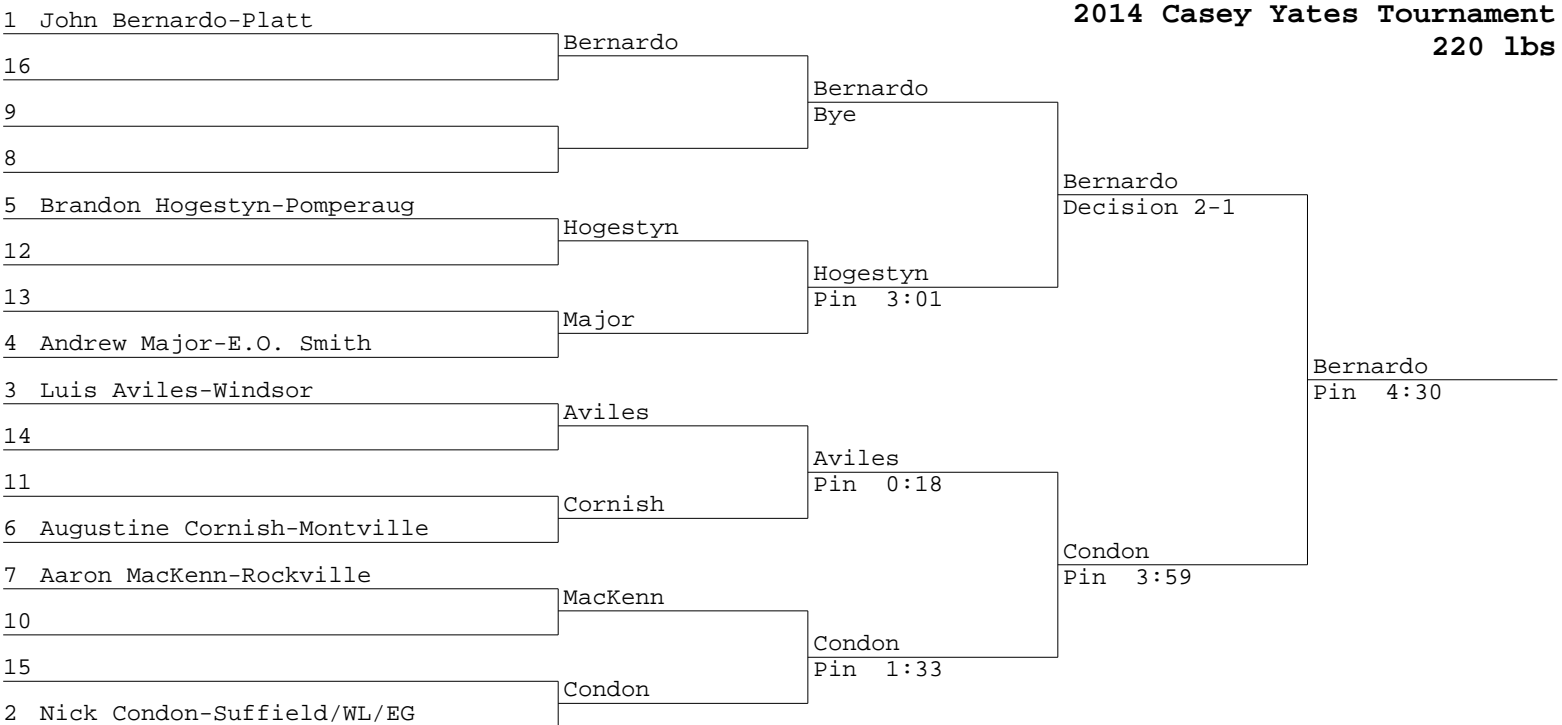 2014 Casey Yates Tournament
220 lbs
1 John Bernardo-Platt
16
9
8
5 Brandon Hogestyn-Pomperaug
12
13
4 Andrew Major-E.O. Smith
3 Luis Aviles-Windsor
14
11
6 Augustine Cornish-Montville
7 Aaron MacKenn-Rockville
10
15
2 Nick Condon-Suffield/WL/EG
Bernardo
Hogestyn
Major
Aviles
Cornish
MacKenn
Condon
Bernardo
Bye
Hogestyn
Pin 3:01
Aviles
Pin 0:18
Condon
Pin 1:33
Bernardo
Decision 2-1
Condon
Pin 3:59
Bernardo
Pin 4:30